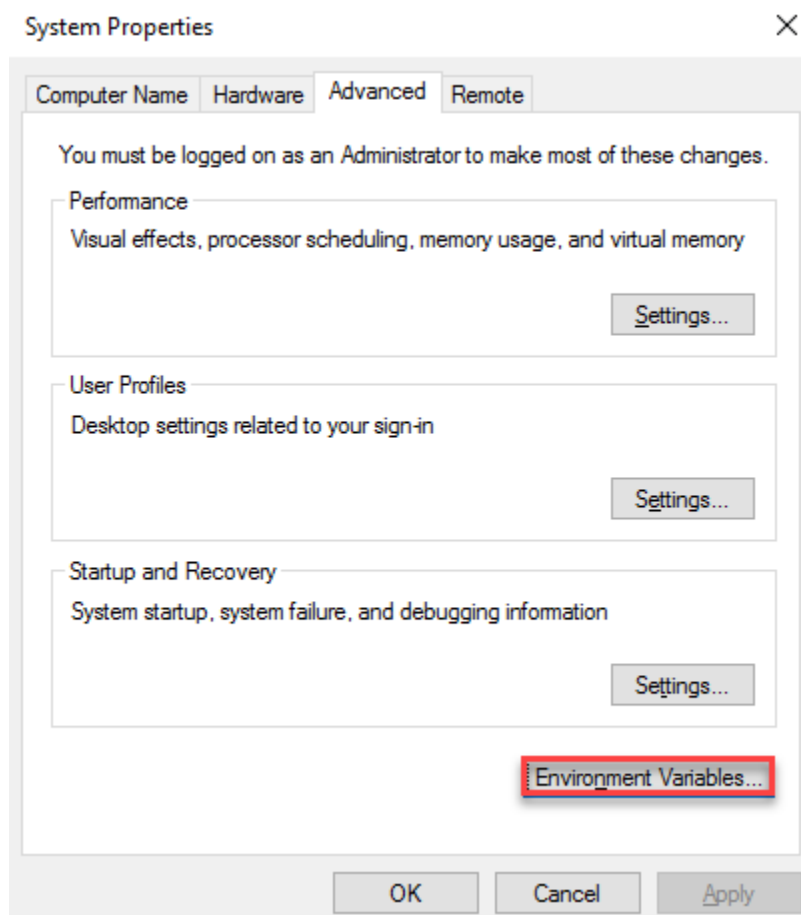 System Properties
Computer Name Hardware Advanced Remote
You must be logged on as an Administrator to make most of these changes.
Performance
Visual effects, processor scheduling, memory usage, and virtual memory
Settings...
User Profiles
Desktop settings related to your sign-in
Settings...
Startup and Recovery
System startup, system failure, and debugging information
Settings...
Environment Variables...
OK Cancel Apply